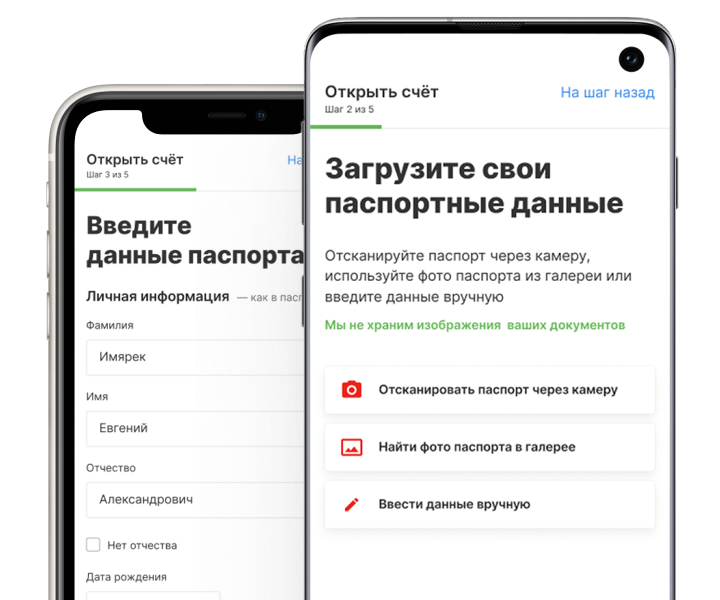 Открыть счёт
Шаг 3 из 5
На
Введите
данные паспорта
Личная информация — как в пасп
Фамилия
Имярек
Имя
Евгений
Отчество
Александрович
Нет отчества
Дата рождения
Открыть счёт
На шаг назад
Шаг 2 из 5
Загрузите свои
паспортные данные
Отсканируйте паспорт через камеру,
используйте фото паспорта из галереи или
введите данные вручную
Мы не храним изображения ваших документов
Отсканировать паспорт через камеру
Найти фото паспорта в галерее
Ввести данные вручную